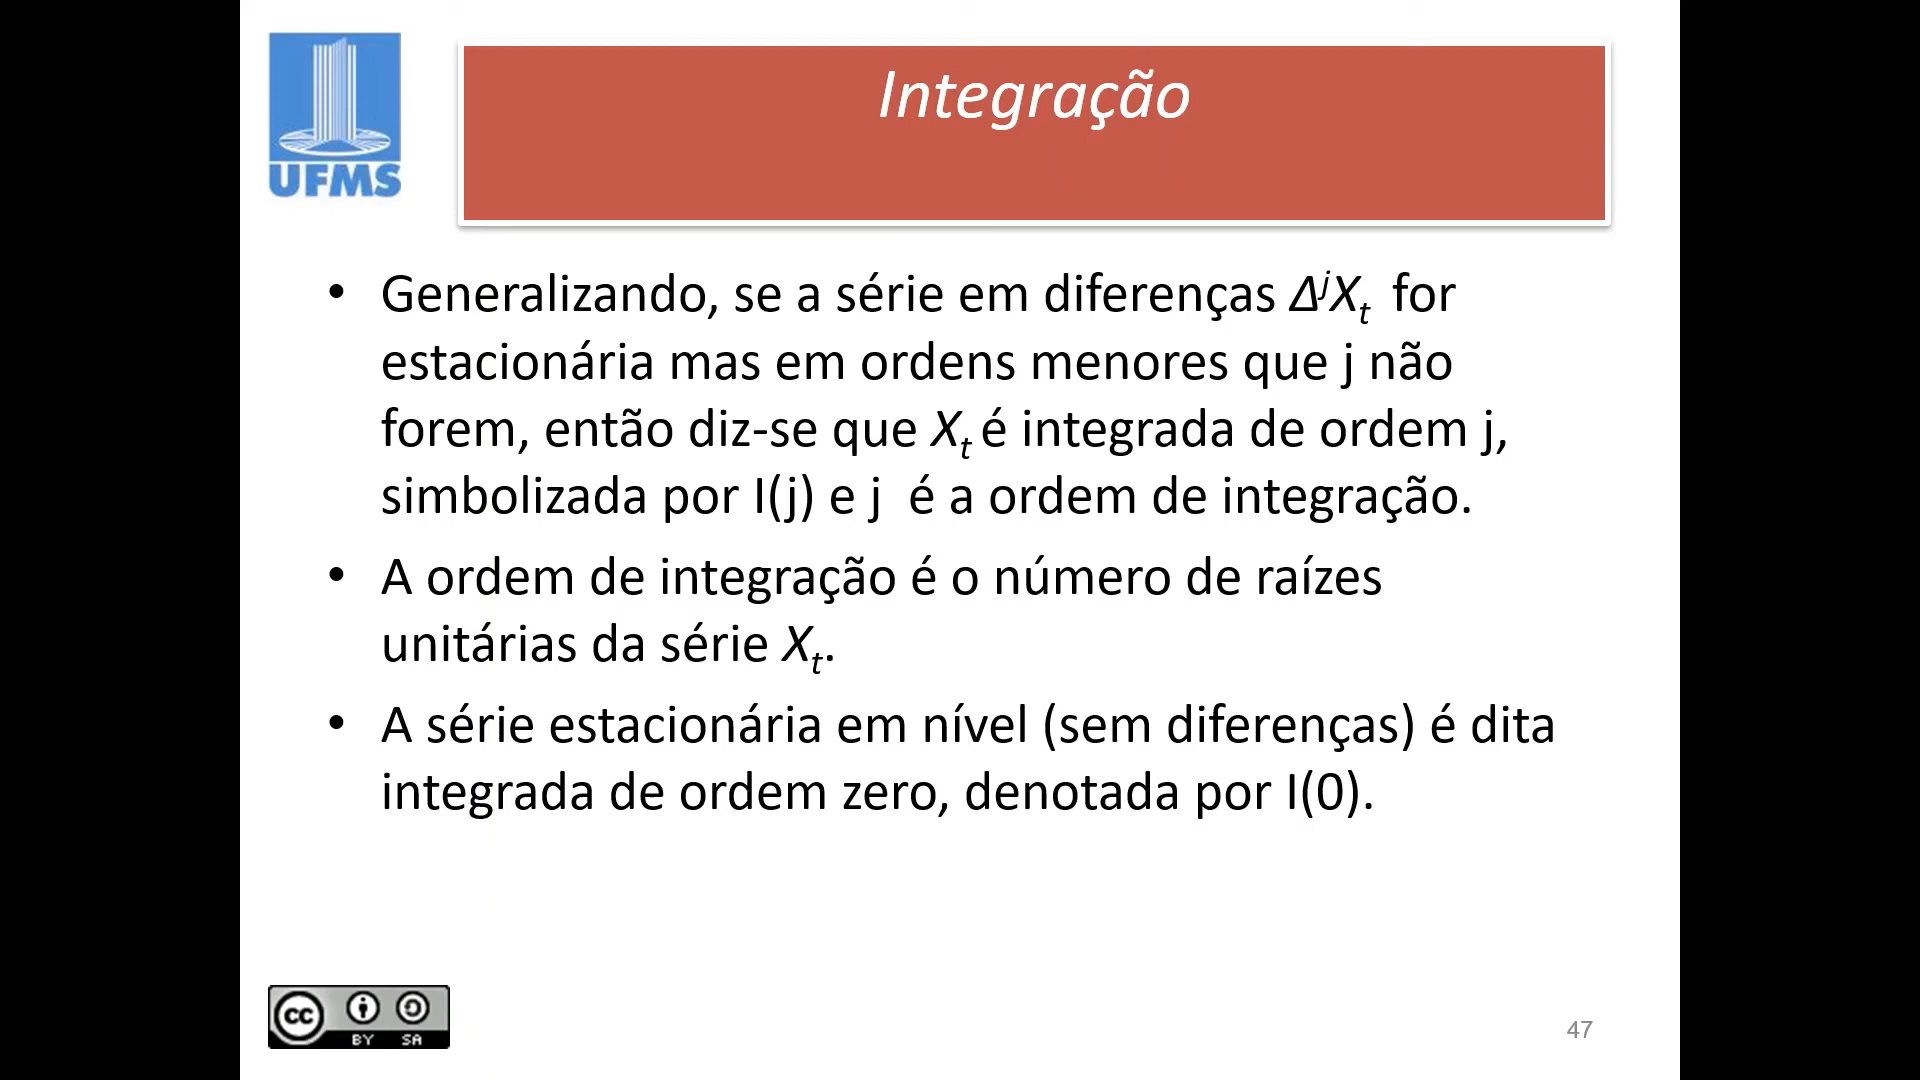 UFMS
Integração
• Generalizando, se a série em diferenças ΔʲXₜ for
estacionária mas em ordens menores que j não
forem, então diz-se que Xₜ é integrada de ordem j,
simbolizada por I(j) e j é a ordem de integração.
• A ordem de integração é o número de raízes
unitárias da série Xₜ.
• A série estacionária em nível (sem diferenças) é dita
integrada de ordem zero, denotada por I(0).
cc
BY SA
47